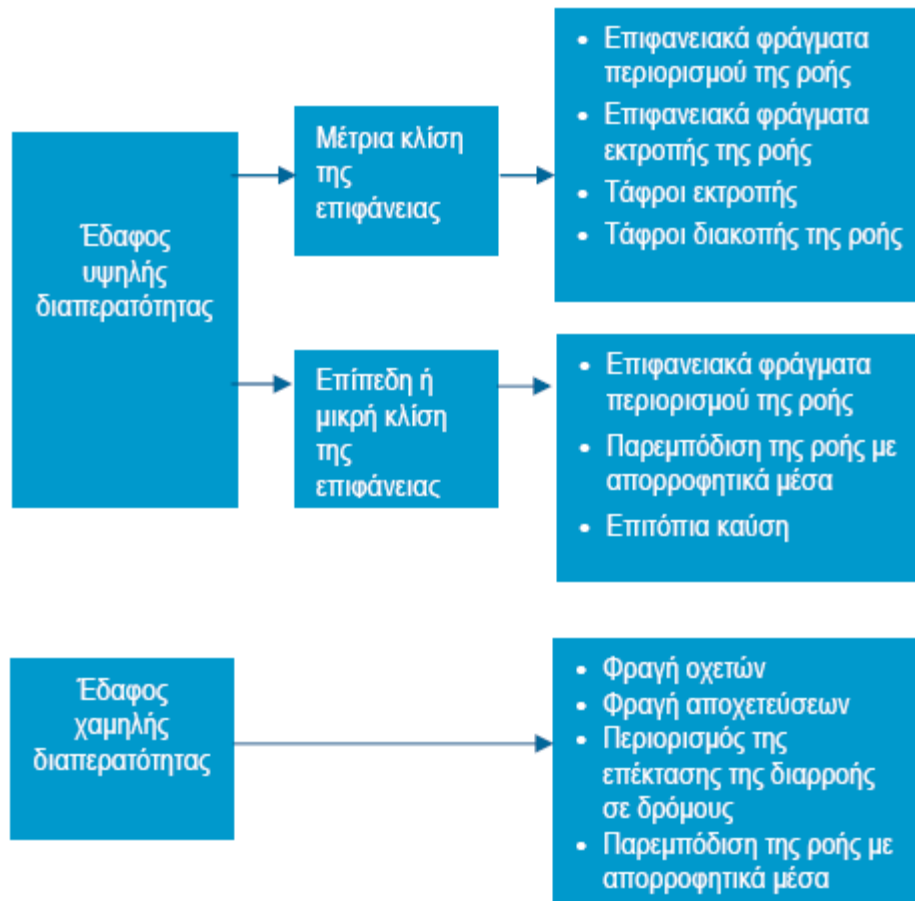 Έδαφος
υψηλής
διαπερατότητας
Μέτρια κλίση
της
επιφάνειας
• Επιφανειακά φράγματα
περιορισμού της ροής
• Επιφανειακά φράγματα
εκτροπής της ροής
• Τάφροι εκτροπής
• Τάφροι διακοπής της ροής
Επίπεδη ή
μικρή κλίση
της
επιφάνειας
• Επιφανειακά φράγματα
περιορισμού της ροής
• Παρεμπόδιση της ροής με
απορροφητικά μέσα
• Επιτόπια καύση
Έδαφος
χαμηλής
διαπερατότητας
• Φραγή οχετών
• Φραγή αποχετεύσεων
• Περιορισμός της
επέκτασης της διαρροής
σε δρόμους
• Παρεμπόδιση της ροής με
απορροφητικά μέσα